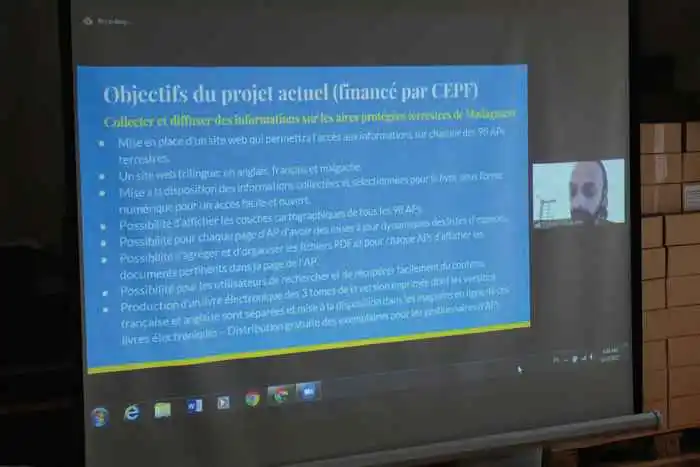 Recording...
Objectifs du projet actuel (financé par CEPF)
Collecter et diffuser des informations sur les aires protégées terrestres de Madagascar
• Mise en place d'un site web qui permettra l'accès aux informations sur chacune des 98 APs
terrestres.
• Un site web trilingue: en anglais, français et malgache.
• Mise à la disposition des informations collectées et sélectionnées pour le livre, sous forme
numérique pour un accès facile et ouvert.
• Possibilité d'afficher les couches cartographiques de tous les 98 APs.
• Possibilité pour chaque page d'AP d'avoir des mises à jour dynamiques des listes d'espèces.
• Possibilité d'agréger et d'organiser les fichiers PDF et pour chaque APs d'afficher les
documents pertinents dans la page de l'AP.
• Possibilité pour les utilisateurs de rechercher et de récupérer facilement du contenu.
• Production d'un livre électronique des 3 tomes de la version imprimée dont les versions
française et anglaise sont séparées et mise à la disposition dans les magasins en ligne de
livres électroniques – Distribution gratuite des exemplaires pour les gestionnaires d'APs